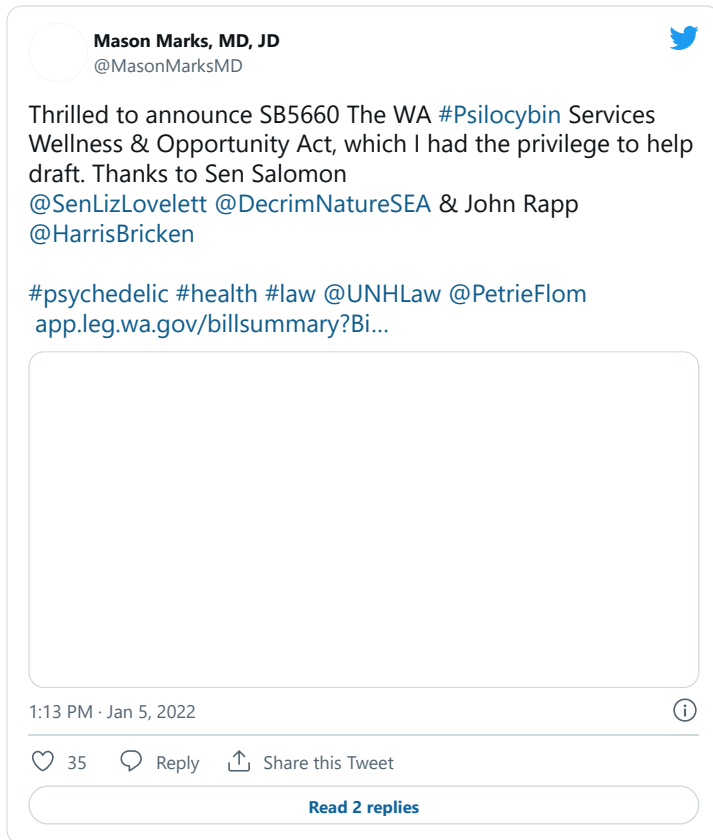 Mason Marks, MD, JD
@MasonMarksMD
Thrilled to announce SB5660 The WA #Psilocybin Services
Wellness & Opportunity Act, which I had the privilege to help
draft. Thanks to Sen Salomon
@SenLizLovelett @DecrimNatureSEA & John Rapp
@HarrisBricken
#psychedelic #health #law @UNHLaw @PetrieFlom
app.leg.wa.gov/billsummary?Bi…
1:13 PM · Jan 5, 2022
35 Reply Share this Tweet
Read 2 replies